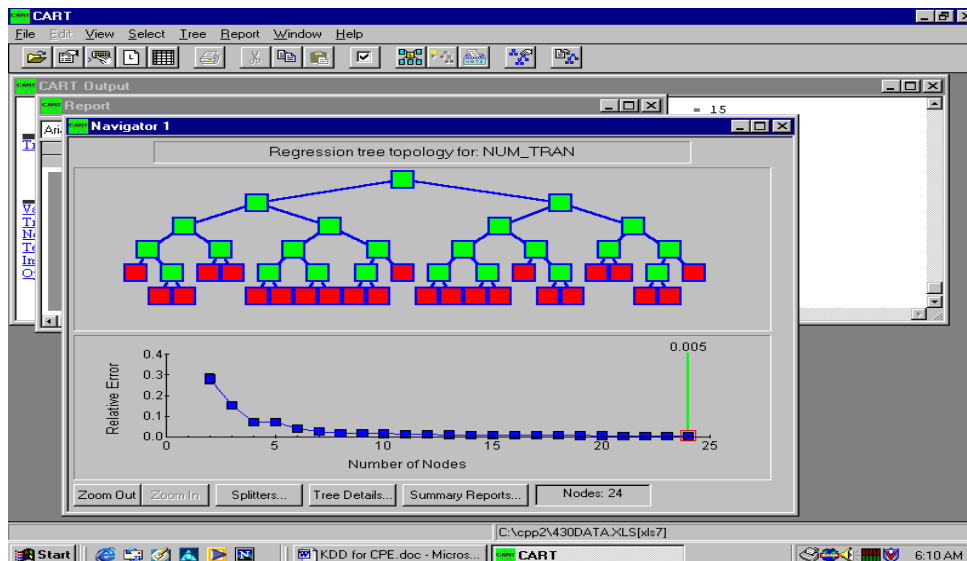 CART
File Edit View Select Tree Report Window Help
CART Output
Report
= 15
Ari
Navigator 1
Regression tree topology for: NUM_TRAN
Relative Error
0.4
0.3
0.2
0.1
0.0
0 5 10 15 20 25
0.005
Number of Nodes
Zoom Out Zoom In Splitters... Tree Details... Summary Reports... Nodes: 24
C:\cpp2\430DATA.XLS[xls7]
Start KDD for CPE.doc - Micros... CART 6:10 AM